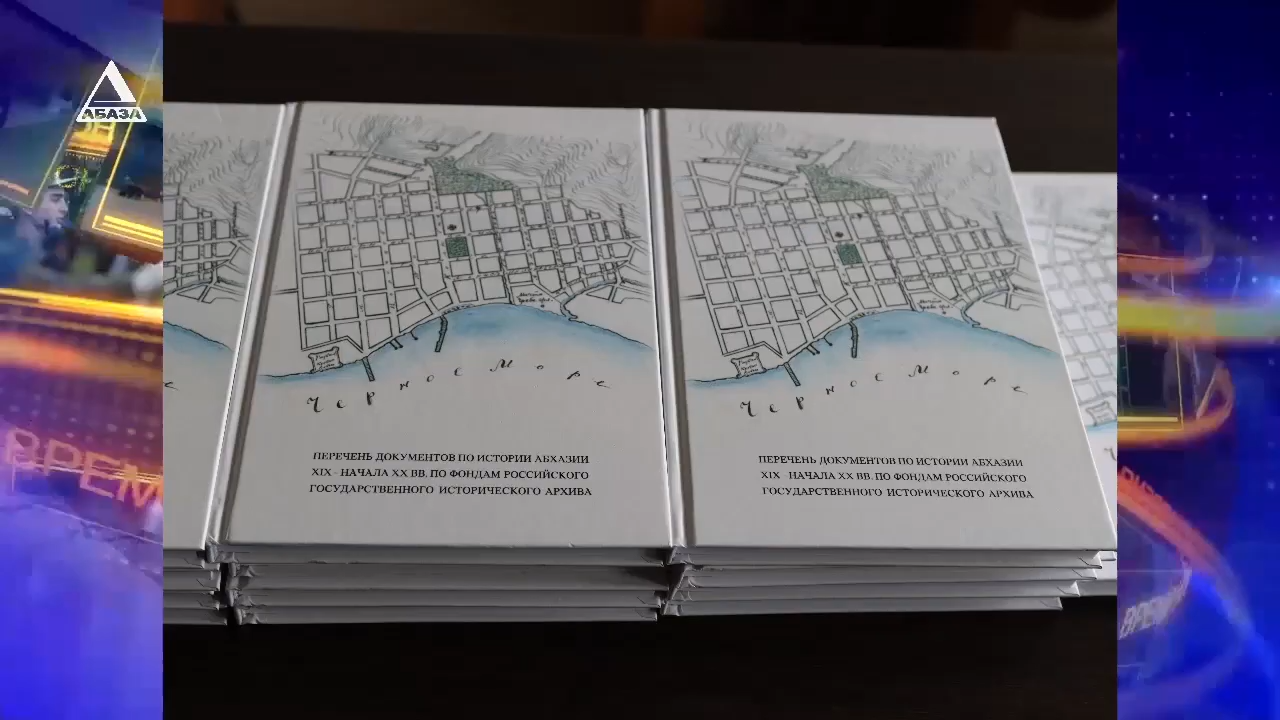 АБАЗА
ВРЕМ
Черное Море
ПЕРЕЧЕНЬ ДОКУМЕНТОВ ПО ИСТОРИИ АБХАЗИИ
XIX - НАЧАЛА XX ВВ. ПО ФОНДАМ РОССИЙСКОГО
ГОСУДАРСТВЕННОГО ИСТОРИЧЕСКОГО АРХИВА
Черное Море
ПЕРЕЧЕНЬ ДОКУМЕНТОВ ПО ИСТОРИИ АБХАЗИИ
XIX - НАЧАЛА XX ВВ. ПО ФОНДАМ РОССИЙСКОГО
ГОСУДАРСТВЕННОГО ИСТОРИЧЕСКОГО АРХИВА